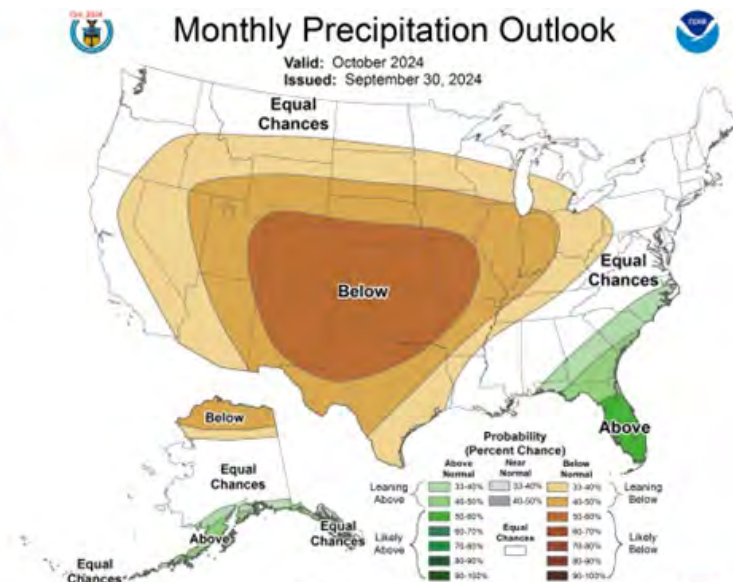 Monthly Precipitation Outlook
Valid: October 2024
Issued: September 30, 2024
Equal
Chances
Below
Equal
Chances
Above
Below
Equal
Chances
Above
Equal
Chances
Equal
Chances
Probability
(Percent Chance)
Above Normal
Near Normal
Below Normal
Leaning Above
33-40% 33-40% 33-40%
40-50% 40-50% 40-50%
Leaning Below
Likely Above
50-60% 50-60%
60-70% 60-70%
70-80% Equal Chances 70-80%
80-90% 80-90%
90-100% 90-100%
Likely Below